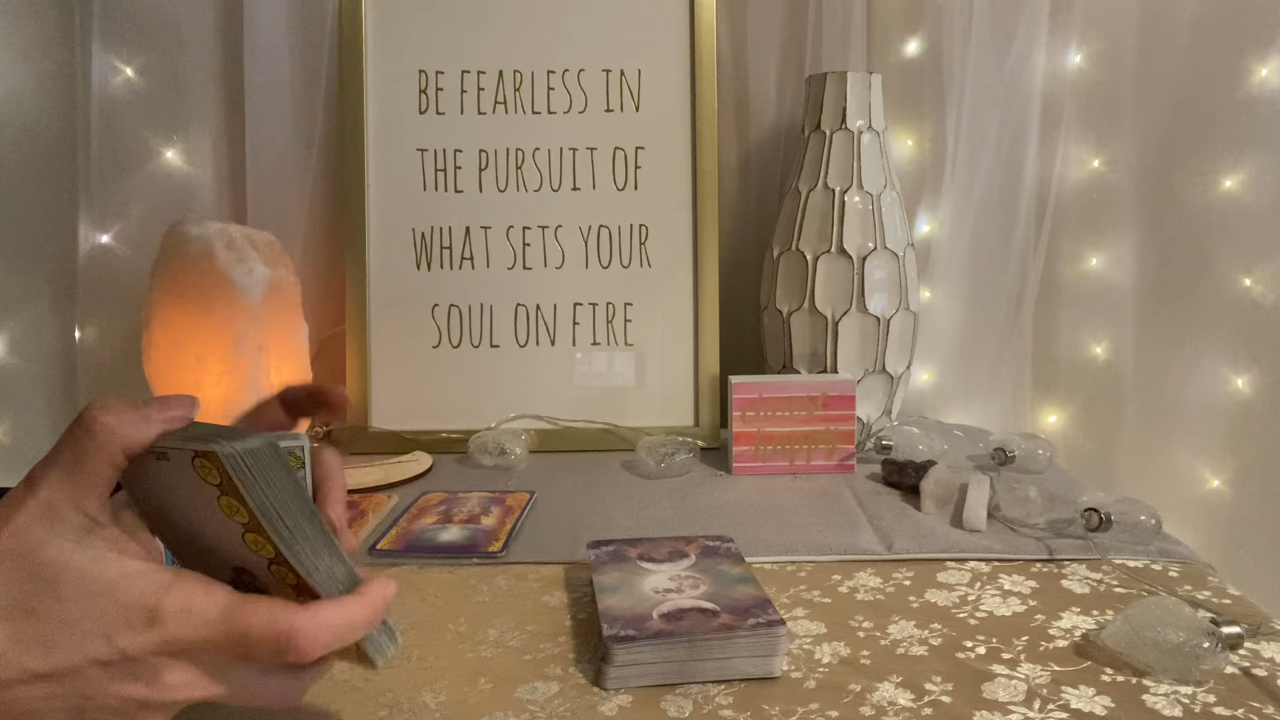 BE FEARLESS IN
THE PURSUIT OF
WHAT SETS YOUR
SOUL ON FIRE